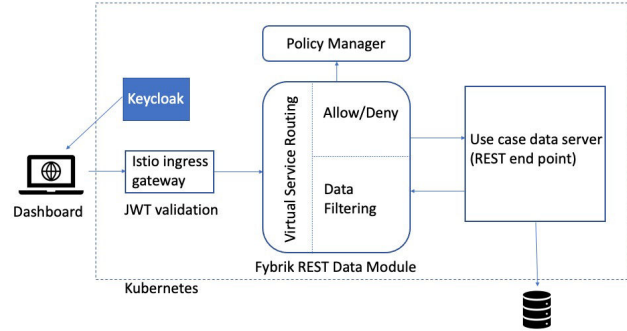 Policy Manager
Keycloak
Virtual Service Routing
Allow/Deny
Use case data server
(REST end point)
Istio ingress
gateway
Data
Filtering
Dashboard
JWT validation
Fybrik REST Data Module
Kubernetes